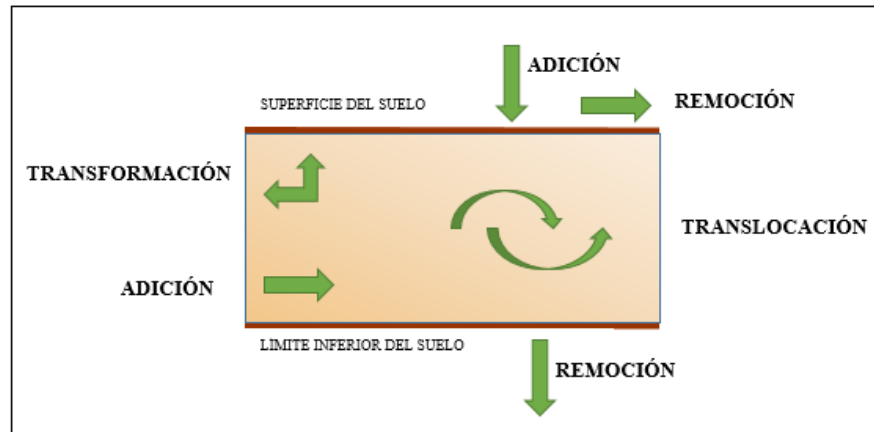 ADICIÓN
SUPERFICIE DEL SUELO
REMOCIÓN
TRANSFORMACIÓN
TRANSLOCACIÓN
ADICIÓN
LIMITE INFERIOR DEL SUELO
REMOCIÓN